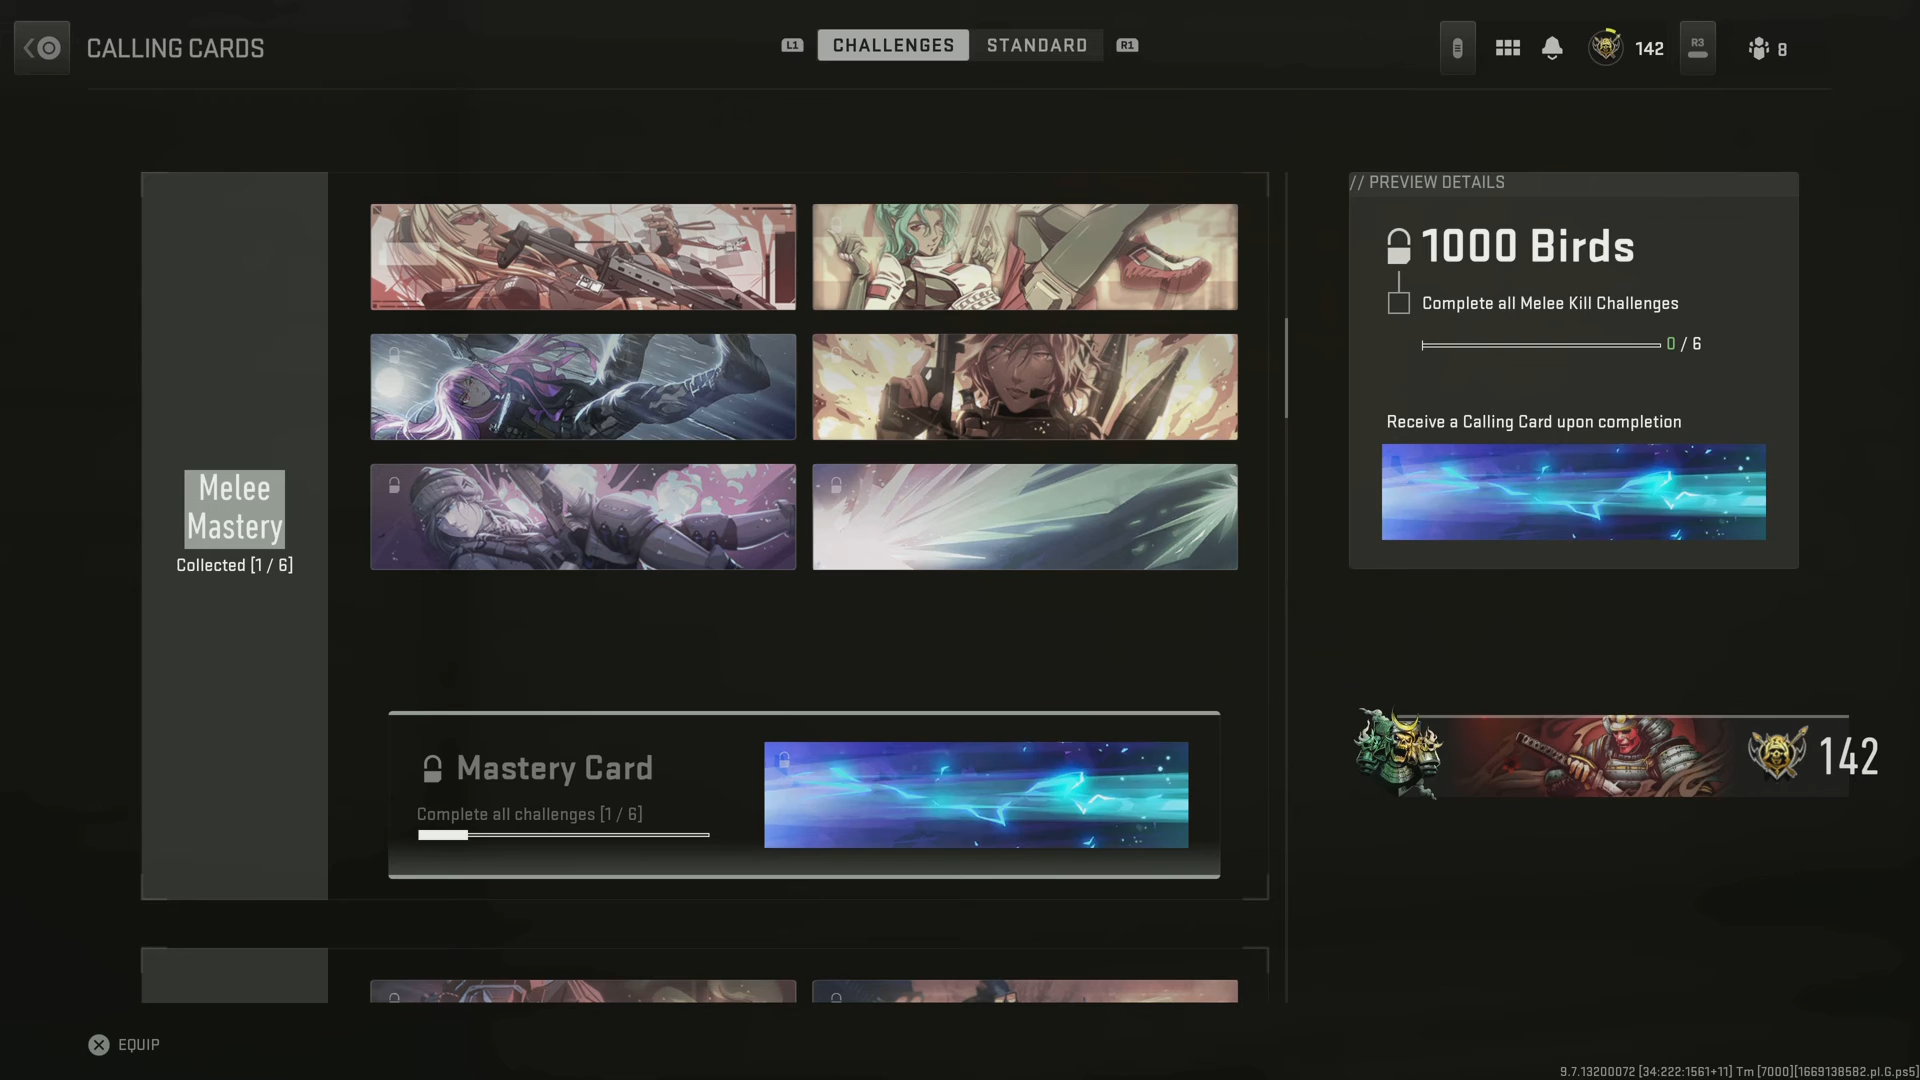 CALLING CARDS
L1
CHALLENGES
STANDARD
R1
142
R3
8
Melee
Mastery
Collected [1 / 6]
Mastery Card
Complete all challenges [1 / 6]
// PREVIEW DETAILS
1000 Birds
Complete all Melee Kill Challenges
0 / 6
Receive a Calling Card upon completion
142
EQUIP
9.7.13200072 [34:222:1561+11] Tm [7000][1669138582.pl.G.ps5]